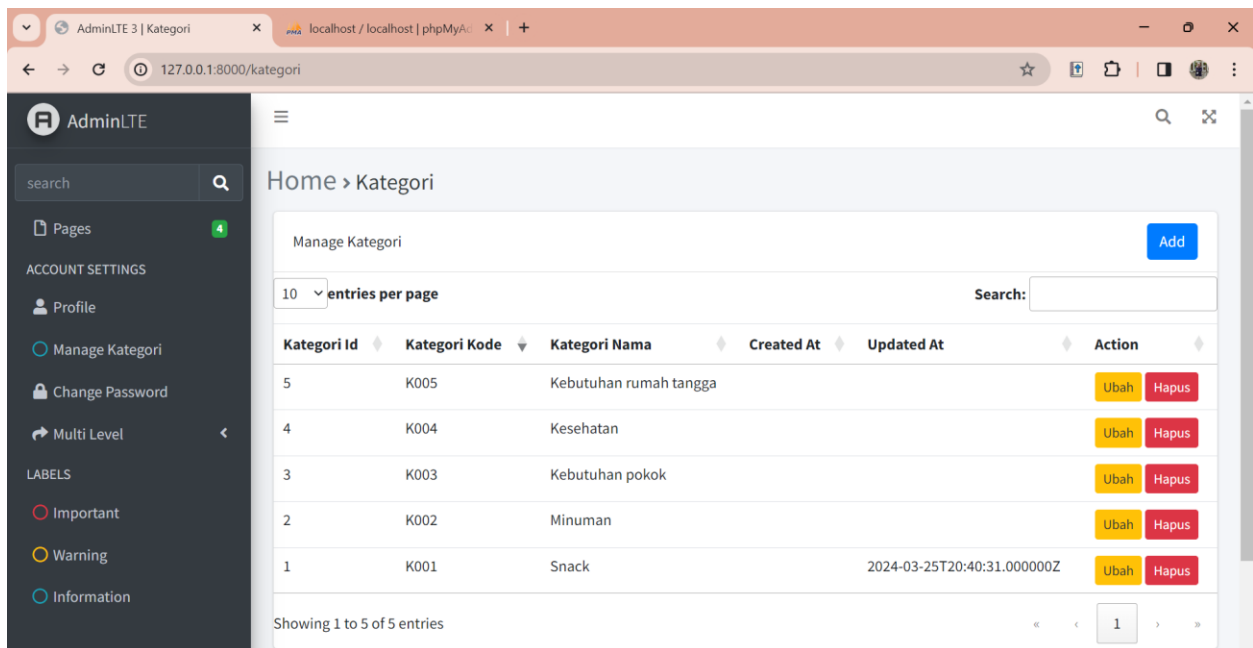 AdminLTE 3 | Kategori
localhost / localhost | phpMyAd
127.0.0.1:8000/kategori
AdminLTE
search
Pages 4
ACCOUNT SETTINGS
Profile
Manage Kategori
Change Password
Multi Level
LABELS
Important
Warning
Information
Home › Kategori
Manage Kategori Add
10 entries per page Search:
Kategori Id Kategori Kode Kategori Nama Created At Updated At Action
5 K005 Kebutuhan rumah tangga Ubah Hapus
4 K004 Kesehatan Ubah Hapus
3 K003 Kebutuhan pokok Ubah Hapus
2 K002 Minuman Ubah Hapus
1 K001 Snack 2024-03-25T20:40:31.000000Z Ubah Hapus
Showing 1 to 5 of 5 entries « ‹ 1 › »